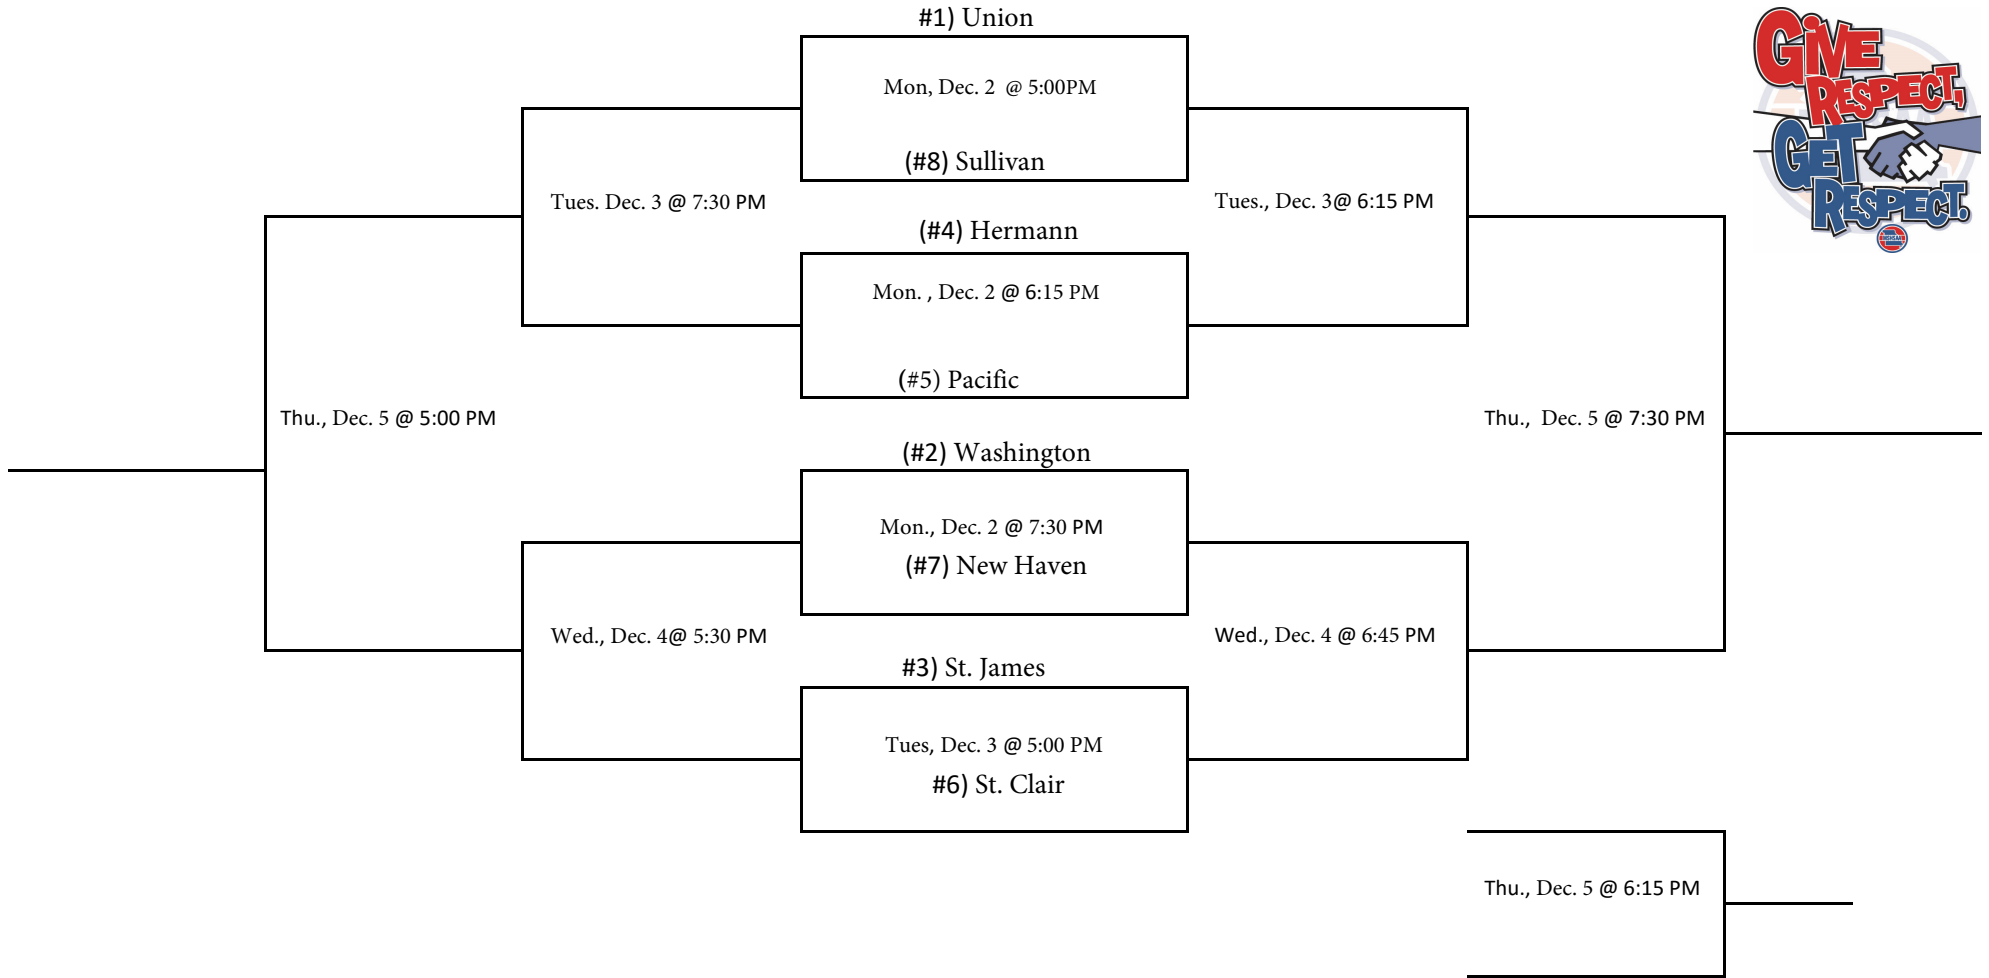 #1) Union
Mon, Dec. 2 @ 5:00PM
(#8) Sullivan
Tues. Dec. 3 @ 7:30 PM
Tues., Dec. 3@ 6:15 PM
(#4) Hermann
Mon. , Dec. 2 @ 6:15 PM
(#5) Pacific
Thu., Dec. 5 @ 5:00 PM
Thu., Dec. 5 @ 7:30 PM
(#2) Washington
Mon., Dec. 2 @ 7:30 PM
(#7) New Haven
Wed., Dec. 4@ 5:30 PM
Wed., Dec. 4 @ 6:45 PM
#3) St. James
Tues, Dec. 3 @ 5:00 PM
#6) St. Clair
Thu., Dec. 5 @ 6:15 PM
GIVE
RESPECT,
GET
RESPECT.
MSHSAA